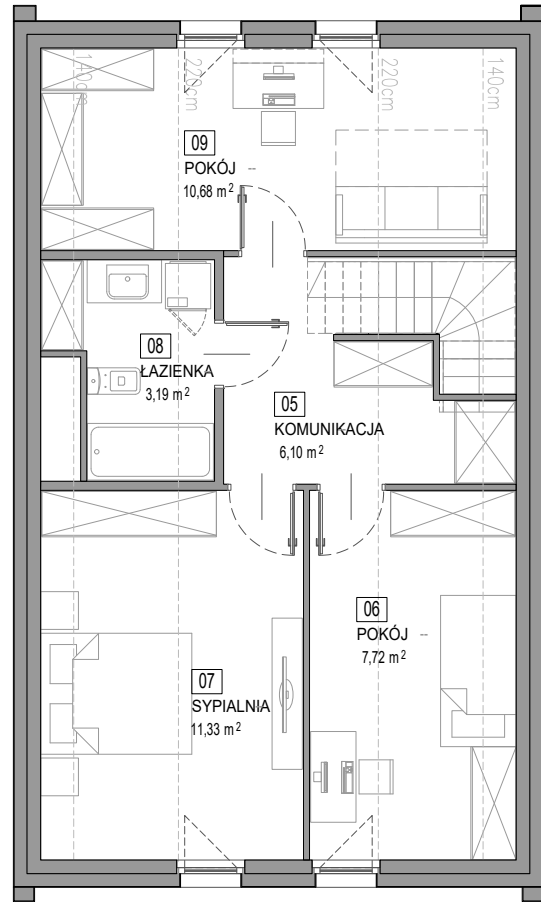 140cm
220cm
220cm
140cm
09
POKÓJ
10,68 m²
08
ŁAZIENKA
3,19 m²
05
KOMUNIKACJA
6,10 m²
06
POKÓJ
7,72 m²
07
SYPIALNIA
11,33 m²